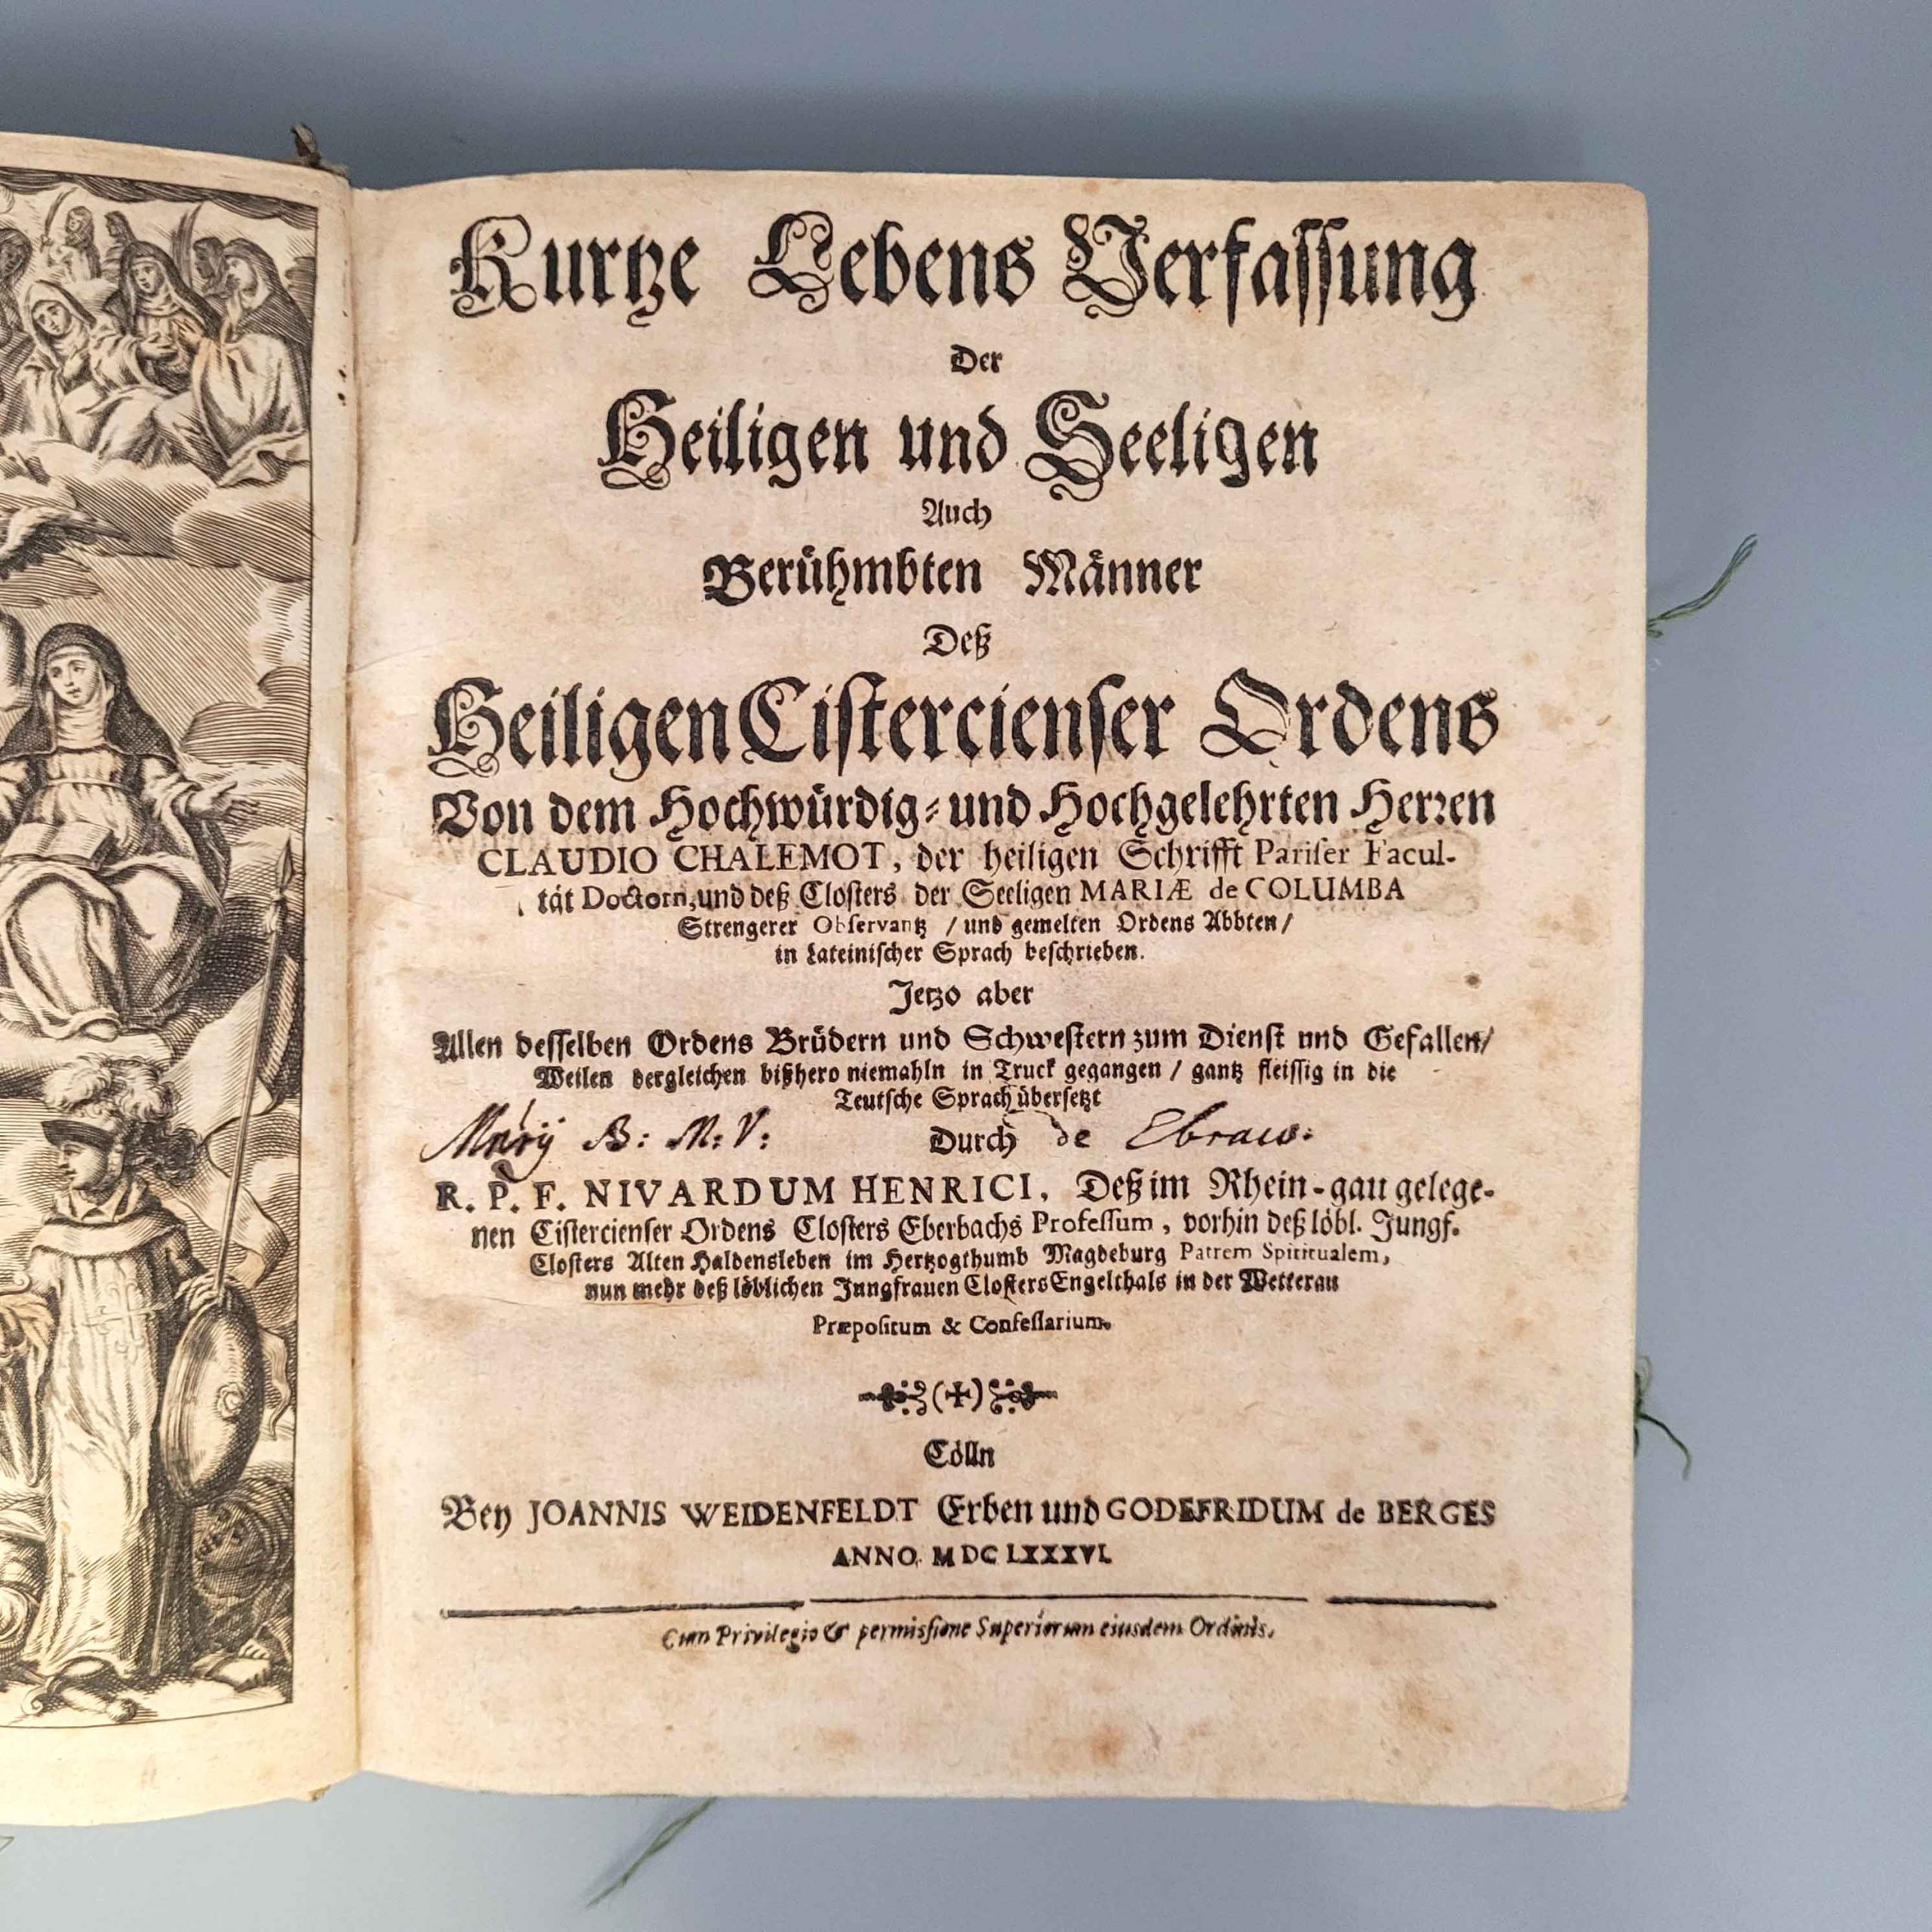 Kurtze Lebens Verfassung
Der
Heiligen und Seeligen
Auch
Berühmbten Männer
Deß
Heiligen Cistercienser Ordens
Von dem Hochwürdig- und Hochgelehrten Herren
CLAUDIO CHALEMOT, der heiligen Schrifft Pariser Facul-
tät Doctorn, und deß Closters der Seeligen MARIÆ de COLUMBA
Strengerer Observantz / und gemelten Ordens Abbten /
in Lateinischer Sprach beschrieben.
Jetzo aber
Allen desselben Ordens Brüdern und Schwestern zum Dienst und Gefallen /
Weilen dergleichen bißhero niemahln in Truck gegangen / gantz fleissig in die
Teutsche Sprach übersetzt
B: M: V: Durch de
R. P. F. NIVARDUM HENRICI, Deß im Rhein-gau gelege-
nen Cistercienser Ordens Closters Eberbachs Professum, vorhin deß löbl. Jungf.
Closters Alten Haldensleben im Hertzogthumb Magdeburg Patrem Spiritualem,
nun mehr deß löblichen Jungfrauen Closters Engelthals in der Wetterau
Præpositum & Confessarium.
(+)
Cölln
Bey JOANNIS WEIDENFELDT Erben und GODEFRIDUM de BERGES
ANNO. MDCLXXXVI.
Cum Privilegio & permissione Superiorum eiusdem Ordinis.